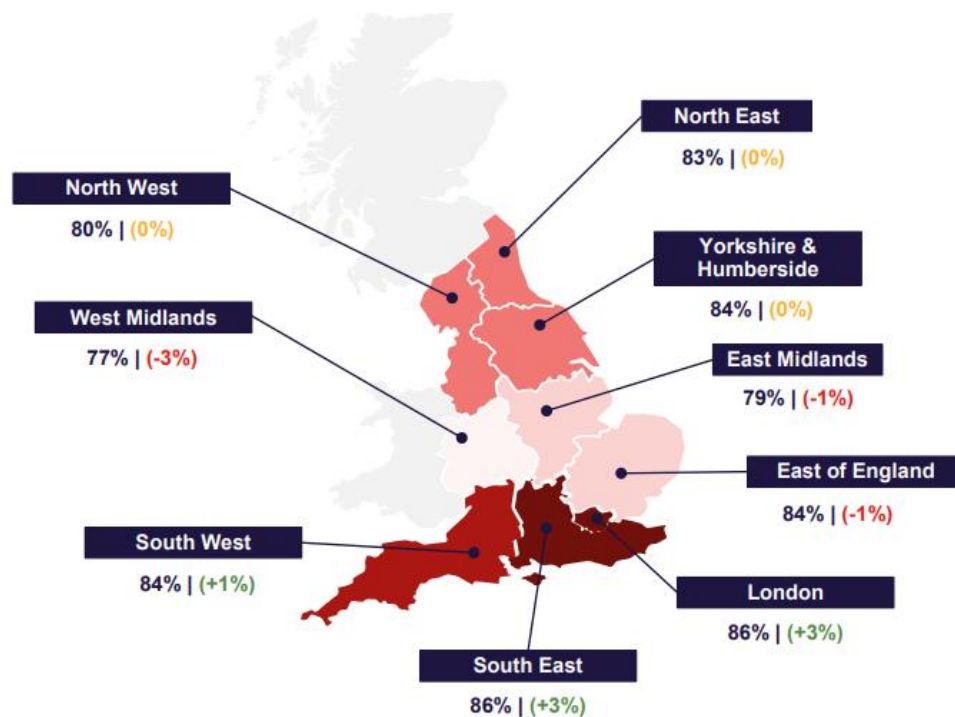 North East
83% | (0%)
North West
80% | (0%)
Yorkshire &
Humberside
84% | (0%)
West Midlands
77% | (-3%)
East Midlands
79% | (-1%)
East of England
84% | (-1%)
South West
84% | (+1%)
London
86% | (+3%)
South East
86% | (+3%)